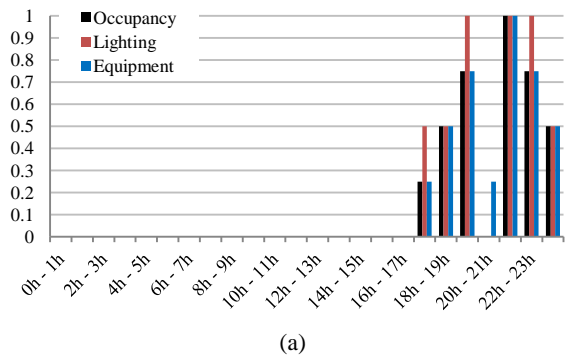 1
0.9
0.8
0.7
0.6
0.5
0.4
0.3
0.2
0.1
0
Occupancy
Lighting
Equipment
0h - 1h
2h - 3h
4h - 5h
6h - 7h
8h - 9h
10h - 11h
12h - 13h
14h - 15h
16h - 17h
18h - 19h
20h - 21h
22h - 23h
(a)